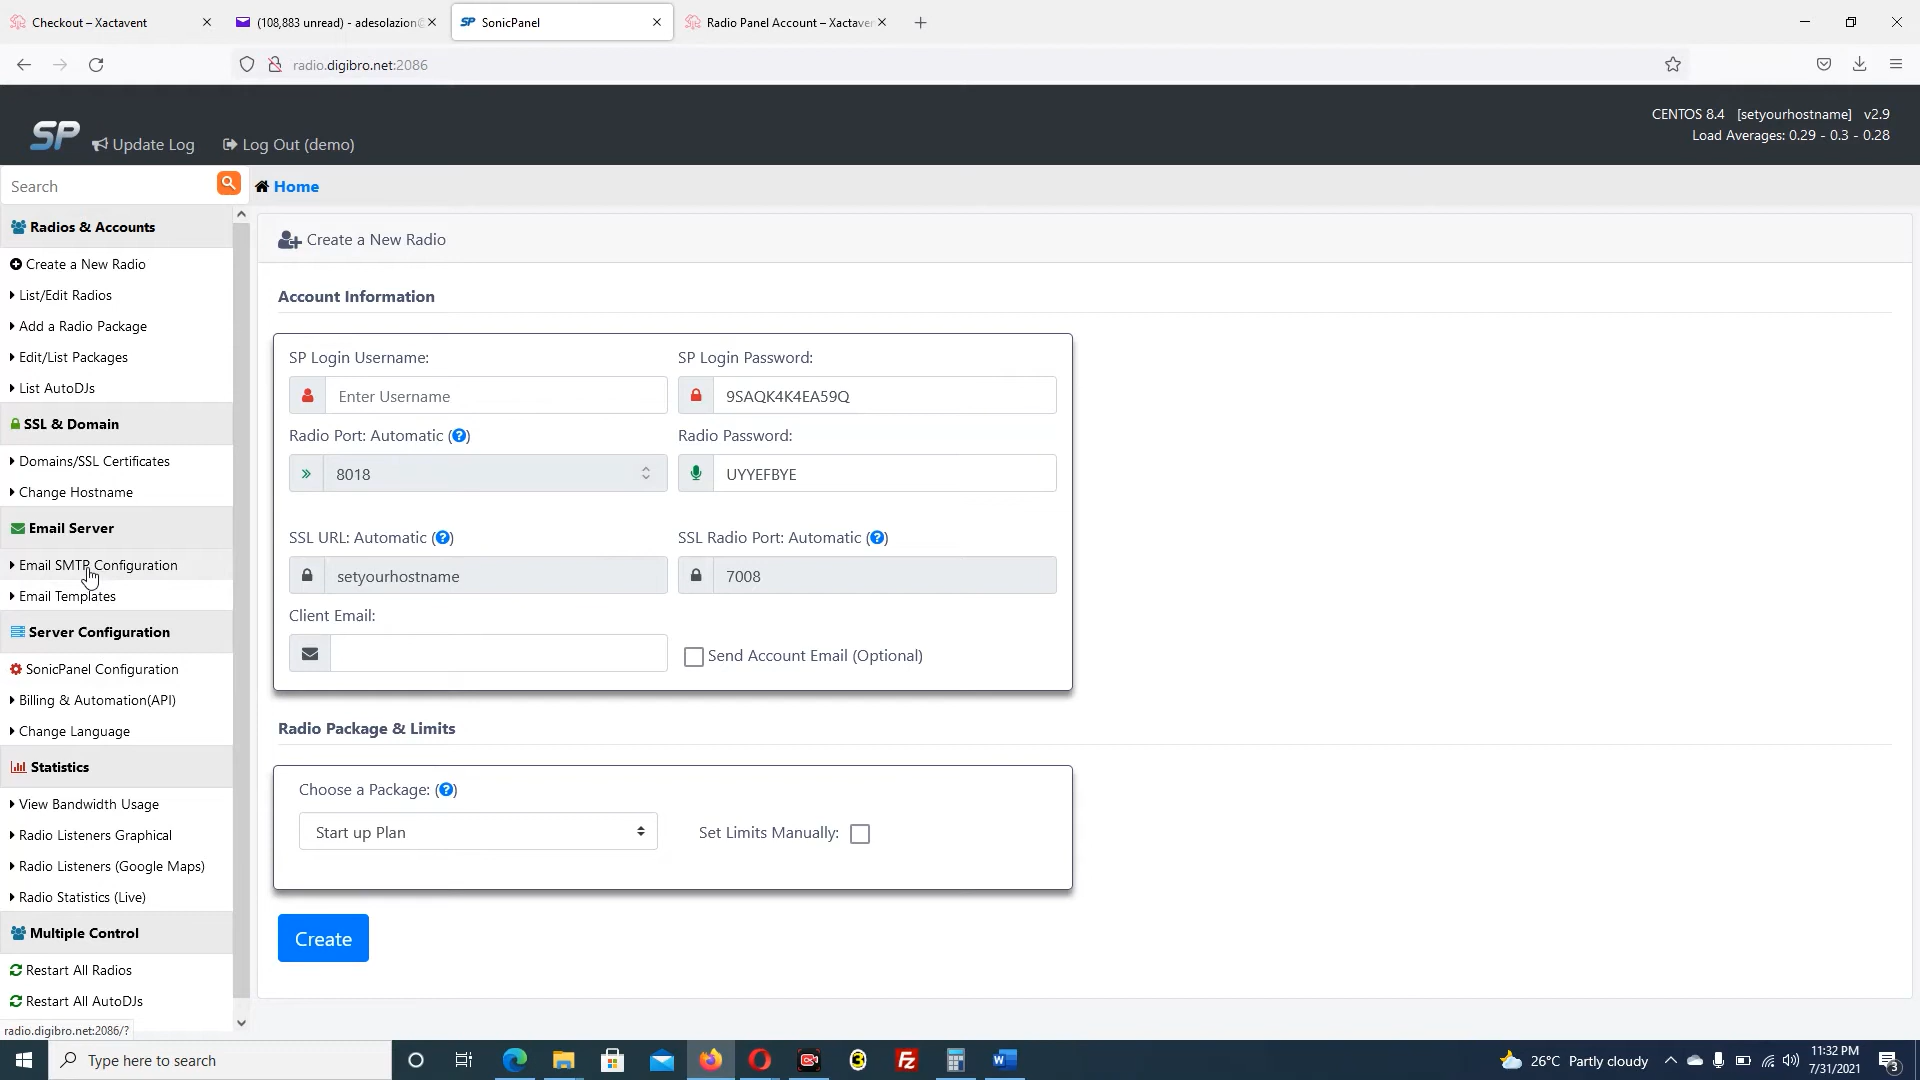 Checkout – Xactavent
(108,883 unread) - adesolazion@
SonicPanel
Radio Panel Account – Xactaven
radio.digibro.net:2086
SP
Update Log
Log Out (demo)
CENTOS 8.4 [setyourhostname] v2.9
Load Averages: 0.29 - 0.3 - 0.28
Search
Home
Radios & Accounts
Create a New Radio
List/Edit Radios
Add a Radio Package
Edit/List Packages
List AutoDJs
SSL & Domain
Domains/SSL Certificates
Change Hostname
Email Server
Email SMTP Configuration
Email Templates
Server Configuration
SonicPanel Configuration
Billing & Automation(API)
Change Language
Statistics
View Bandwidth Usage
Radio Listeners Graphical
Radio Listeners (Google Maps)
Radio Statistics (Live)
Multiple Control
Restart All Radios
Restart All AutoDJs
radio.digibro.net:2086/?
Create a New Radio
Account Information
SP Login Username:
SP Login Password:
Enter Username
9SAQK4K4EA59Q
Radio Port: Automatic (?)
Radio Password:
8018
UYYEFBYE
SSL URL: Automatic (?)
SSL Radio Port: Automatic (?)
setyourhostname
7008
Client Email:
Send Account Email (Optional)
Radio Package & Limits
Choose a Package: (?)
Start up Plan
Set Limits Manually:
Create
Type here to search
26°C Partly cloudy
11:32 PM
7/31/2021
3